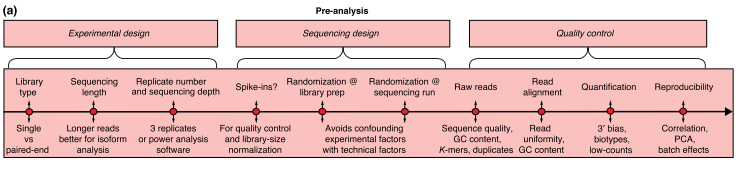 (a)
Pre-analysis
Experimental design
Sequencing design
Quality control
Library
type
Sequencing
length
Replicate number
and sequencing depth
Spike-ins?
Randomization @
library prep
Randomization @
sequencing run
Raw reads
Read
alignment
Quantification
Reproducibility
Single
vs
paired-end
Longer reads
better for isoform
analysis
3 replicates
or power analysis
software
For quality control
and library-size
normalization
Avoids confounding
experimental factors
with technical factors
Sequence quality,
GC content,
K-mers, duplicates
Read
uniformity,
GC content
3′ bias,
biotypes,
low-counts
Correlation,
PCA,
batch effects